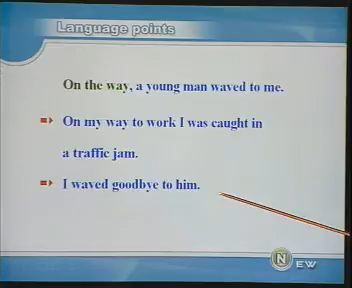 Language points
On the way, a young man waved to me.
On my way to work I was caught in
a traffic jam.
I waved goodbye to him.
N EW